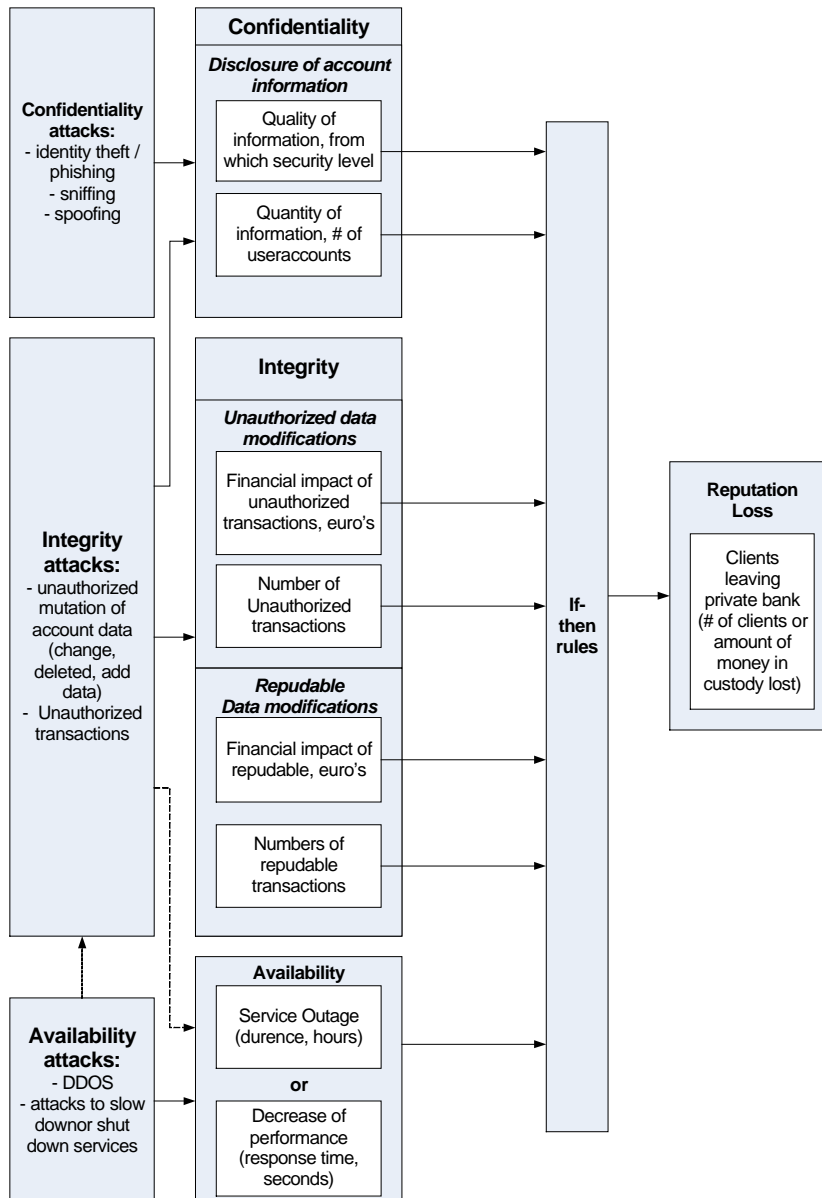 Confidentiality
attacks:
- identity theft /
phishing
- sniffing
- spoofing
Confidentiality
Disclosure of account
information
Quality of
information, from
which security level
Quantity of
information, # of
useraccounts
Integrity
attacks:
- unauthorized
mutation of
account data
(change,
deleted, add
data)
- Unauthorized
transactions
Integrity
Unauthorized data
modifications
Financial impact of
unauthorized
transactions, euro's
Number of
Unauthorized
transactions
Repudable
Data modifications
Financial impact of
repudable, euro's
Numbers of
repudable
transactions
Availability
attacks:
- DDOS
- attacks to slow
downor shut
down services
Availability
Service Outage
(durence, hours)
or
Decrease of
performance
(response time,
seconds)
If-
then
rules
Reputation
Loss
Clients
leaving
private bank
(# of clients or
amount of
money in
custody lost)